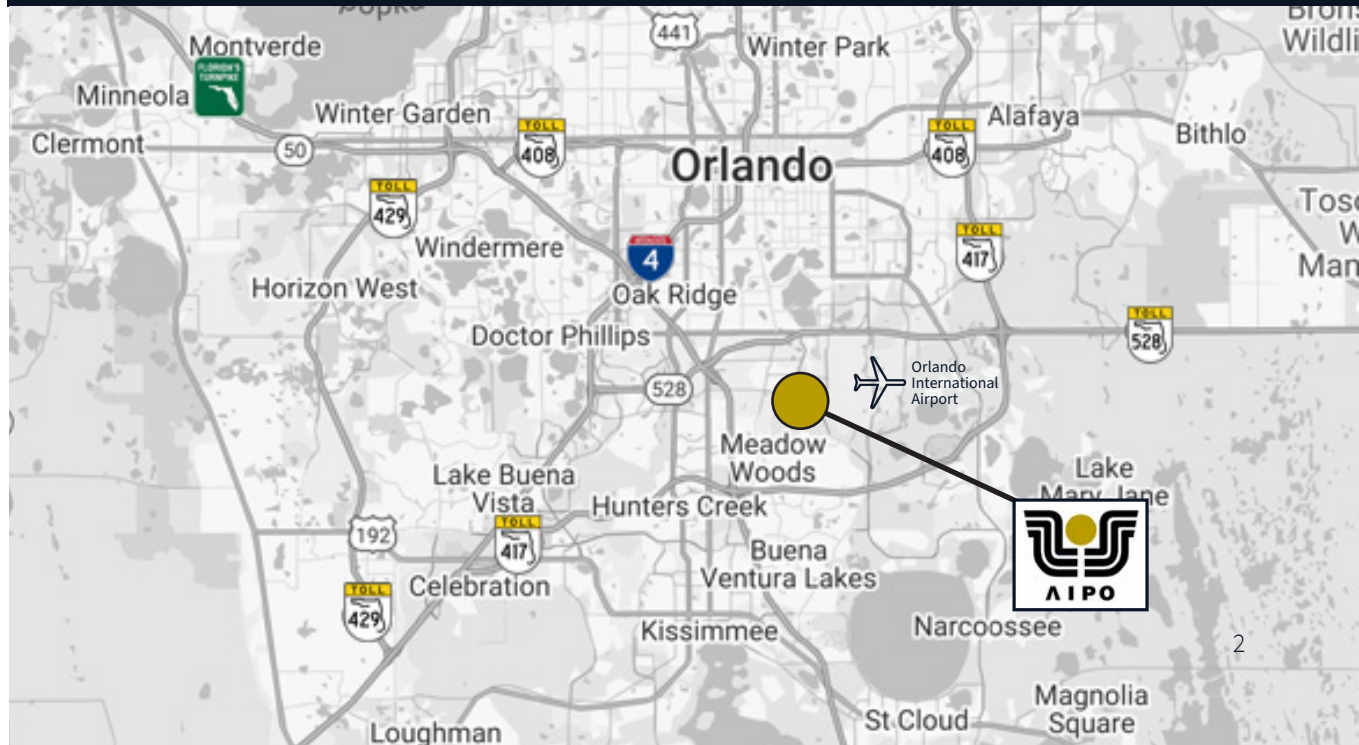 441
Winter Park
Montverde
FLORIDA'S
TURNPIKE
Minneola
Winter Garden
TOLL
408
TOLL
408
Alafaya
Bithlo
Clermont
50
Orlando
TOLL
429
Windermere
4
TOLL
417
Horizon West
Oak Ridge
Doctor Phillips
TOLL
528
528
Orlando
International
Airport
Meadow
Woods
Lake Buena
Vista
Hunters Creek
Lake
Mary Jane
192
TOLL
417
Buena
Ventura Lakes
Celebration
AIPO
TOLL
429
Kissimmee
Narcoossee
2
Magnolia
Square
St Cloud
Loughman